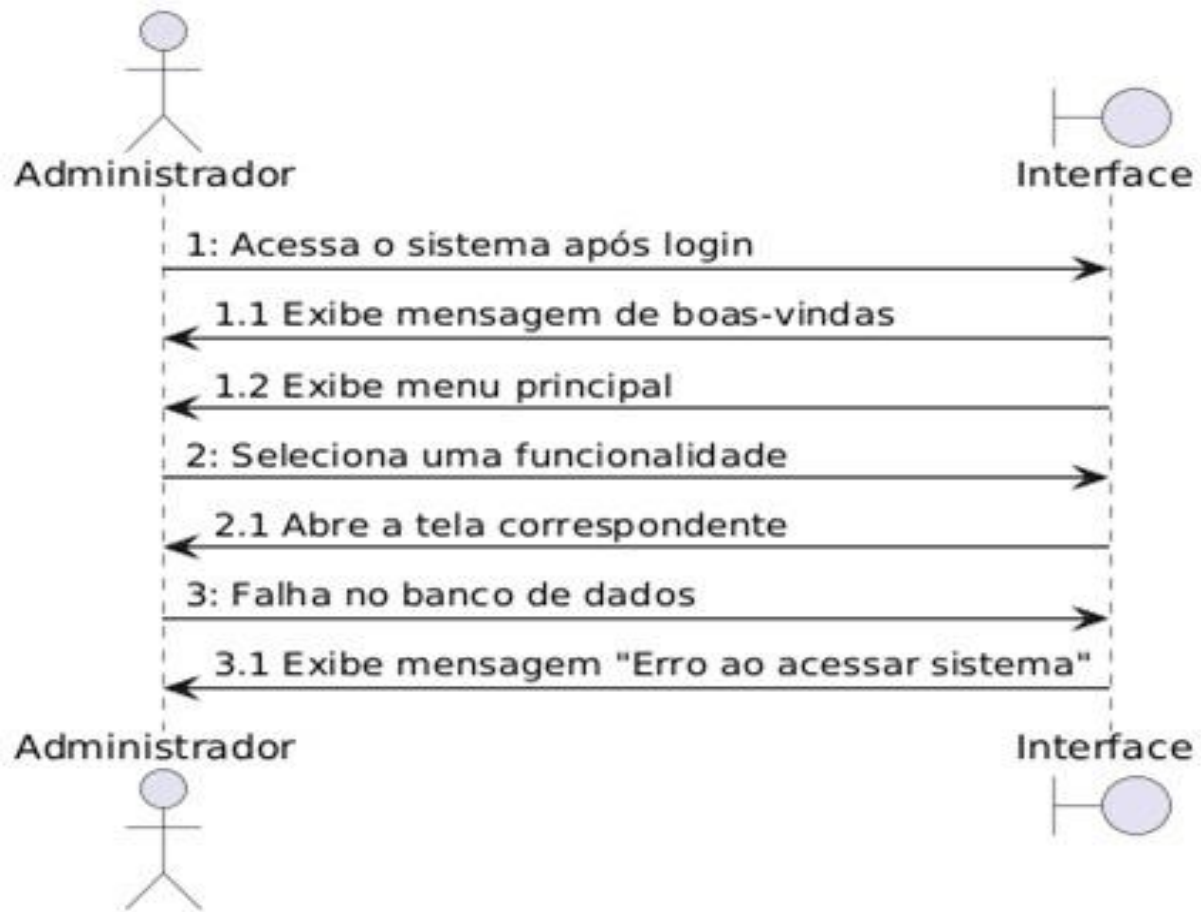 Administrador
Interface
1: Acessa o sistema após login
1.1 Exibe mensagem de boas-vindas
1.2 Exibe menu principal
2: Seleciona uma funcionalidade
2.1 Abre a tela correspondente
3: Falha no banco de dados
3.1 Exibe mensagem "Erro ao acessar sistema"
Administrador
Interface